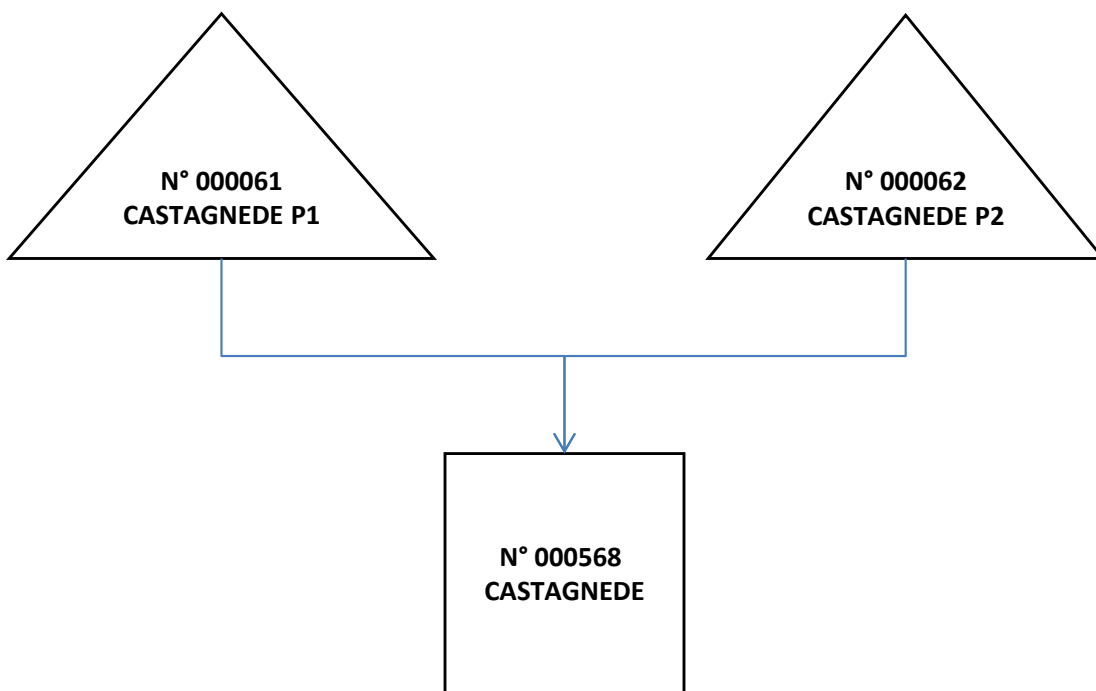 N° 000061
CASTAGNEDE P1
N° 000062
CASTAGNEDE P2
N° 000568
CASTAGNEDE